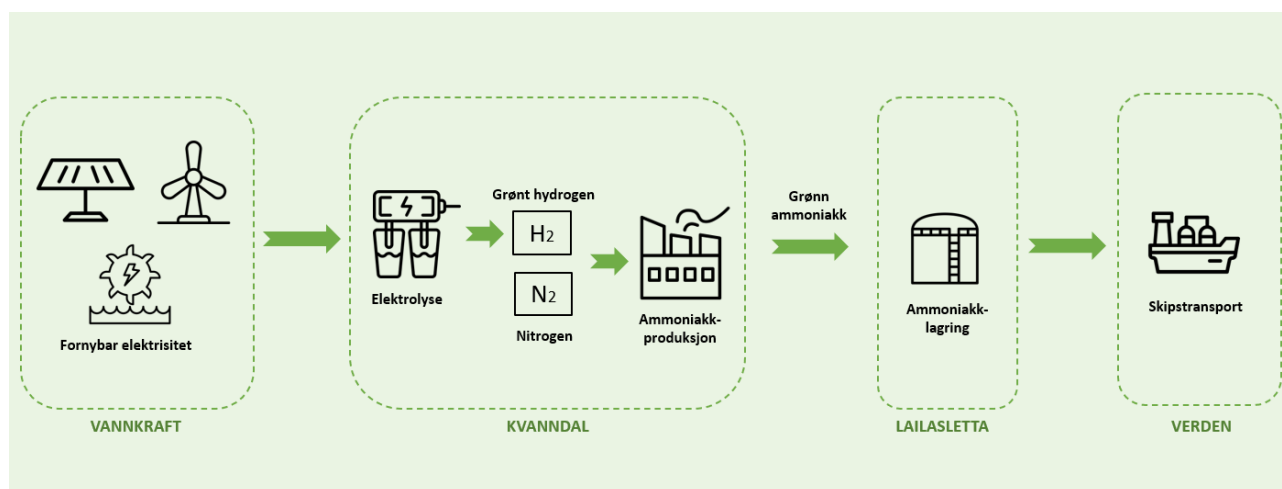 Fornybar elektrisitet
VANNKRAFT
Elektrolyse
Grønt hydrogen
H2
N2
Nitrogen
Ammoniakk-
produksjon
KVANNDAL
Grønn
ammoniakk
Ammoniakk-
lagring
LAILASLETTA
Skipstransport
VERDEN